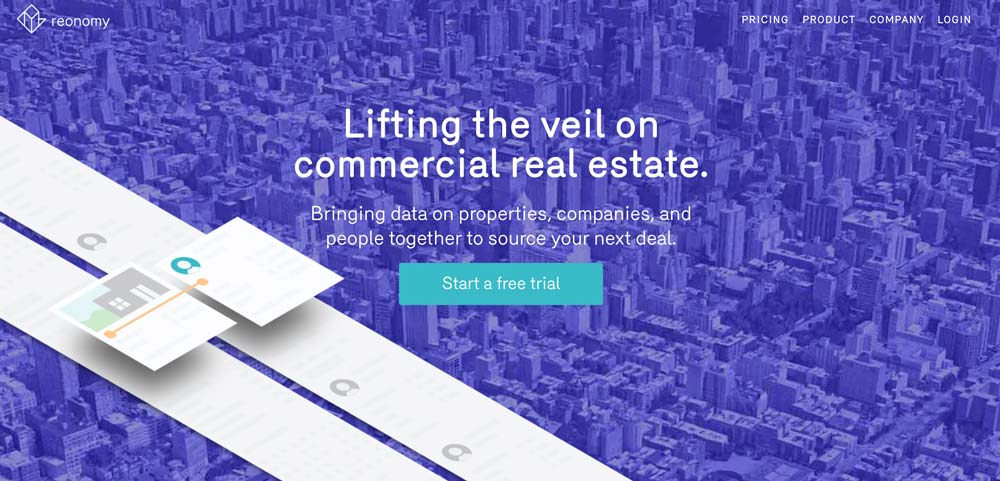 reonomy
PRICING PRODUCT COMPANY LOGIN
Lifting the veil on
commercial real estate.
Bringing data on properties, companies, and
people together to source your next deal.
Start a free trial